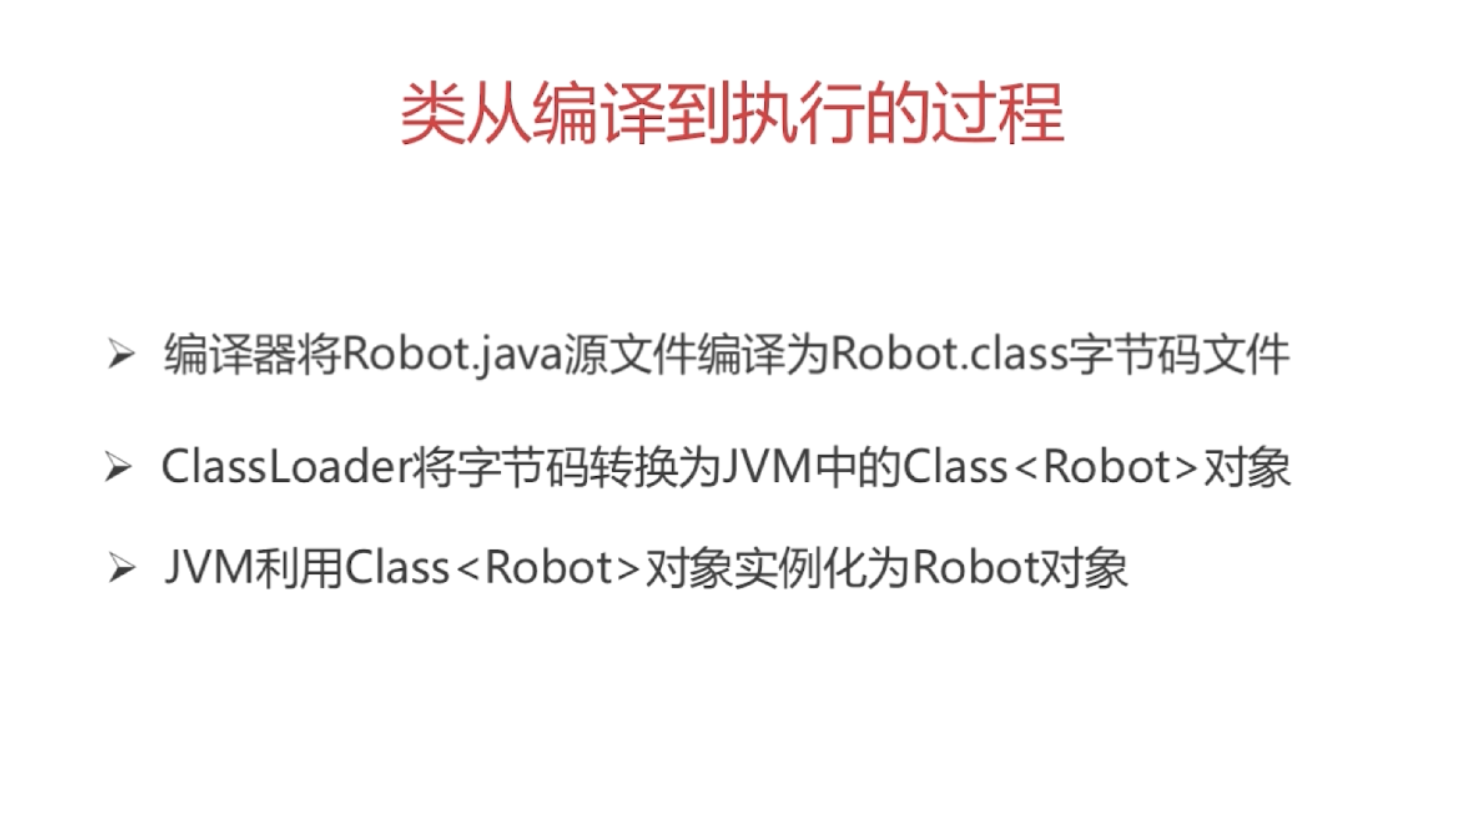 类从编译到执行的过程
➢ 编译器将Robot.java源文件编译为Robot.class字节码文件
➢ ClassLoader将字节码转换为JVM中的Class<Robot>对象
➢ JVM利用Class<Robot>对象实例化为Robot对象